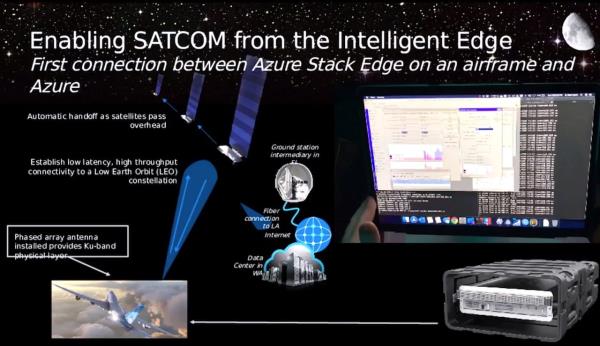 Enabling SATCOM from the Intelligent Edge
First connection between Azure Stack Edge on an airframe and
Azure
Automatic handoff as satellites pass
overhead
Establish low latency, high throughput
connectivity to a Low Earth Orbit (LEO)
constellation
Ground station
intermediary in
Fiber
connection
to LA
Internet
Data
Center in
WA
Phased array antenna
installed provides Ku-band
physical layer